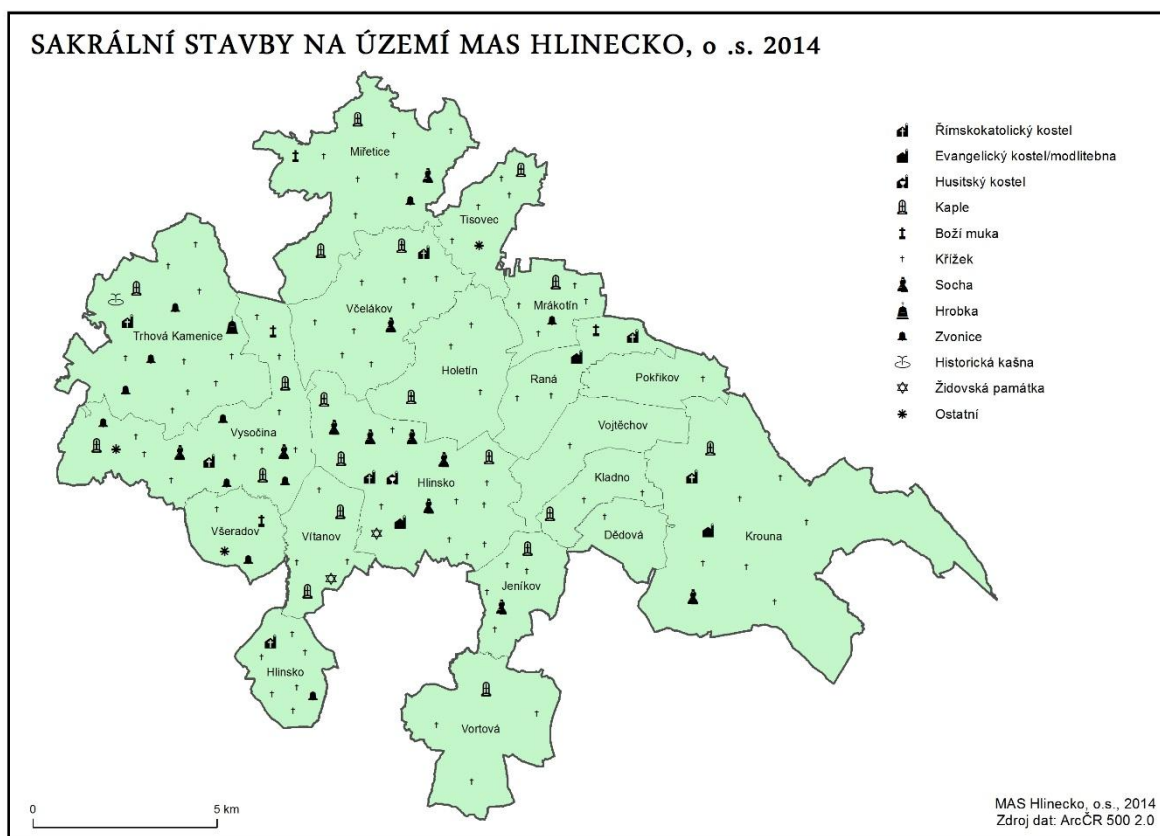 SAKRÁLNÍ STAVBY NA ÚZEMÍ MAS HLINECKO, o .s. 2014
Římskokatolický kostel
Evangelický kostel/modlitebna
Husitský kostel
Kaple
Boží muka
Křížek
Socha
Hrobka
Zvonice
Historická kašna
Židovská památka
Ostatní
Miřetice
Tisovec
Včelákov
Mrákotín
Trhová Kamenice
Holetín
Raná
Pokřikov
Vojtěchov
Vysočina
Kladno
Hlinsko
Dědová
Krouna
Všeradov
Vítanov
Jeníkov
Hlinsko
Vortová
0 5 km
MAS Hlinecko, o.s., 2014
Zdroj dat: ArcČR 500 2.0